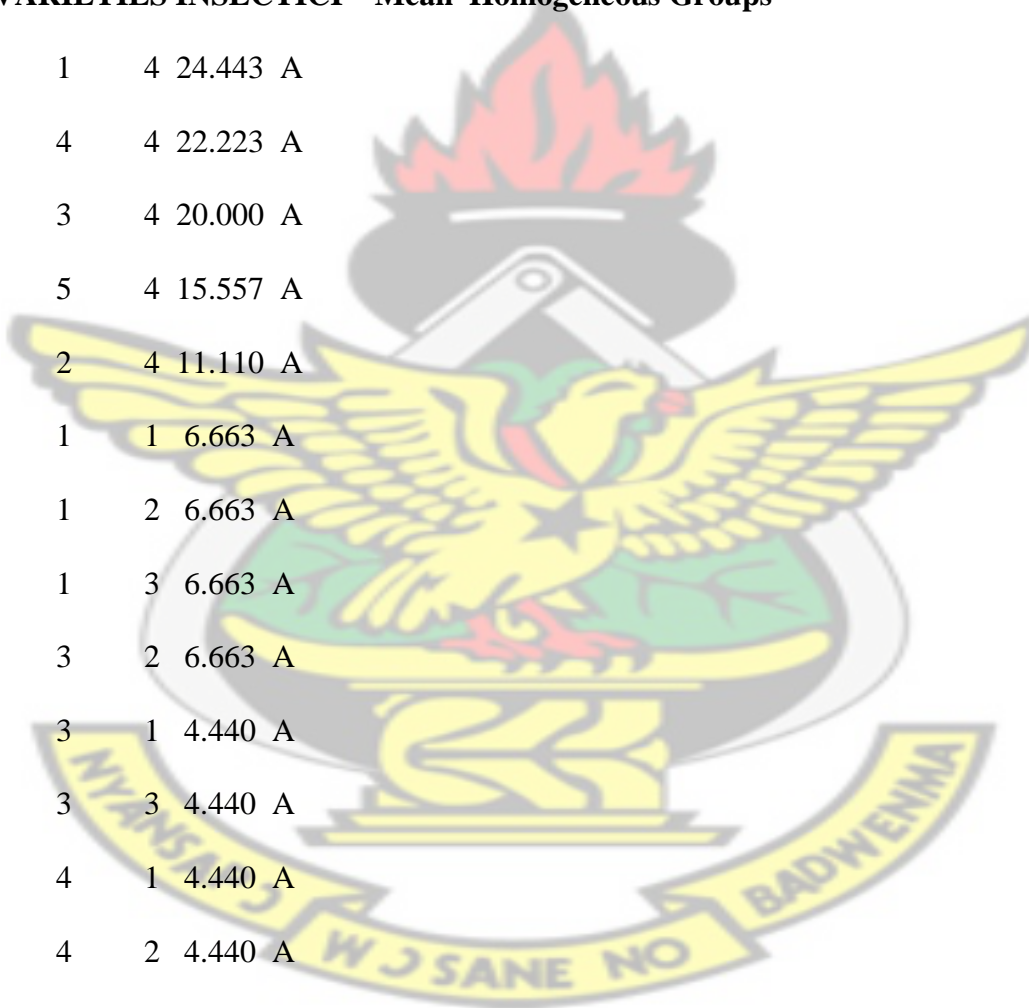 VARIETIES INSECTICI Mean Homogeneous Groups
1 4 24.443 A
4 4 22.223 A
3 4 20.000 A
5 4 15.557 A
2 4 11.110 A
1 1 6.663 A
1 2 6.663 A
1 3 6.663 A
3 2 6.663 A
3 1 4.440 A
3 3 4.440 A
4 1 4.440 A
4 2 4.440 A
NYANSAPƆ WƆSANE NO BADWENMA